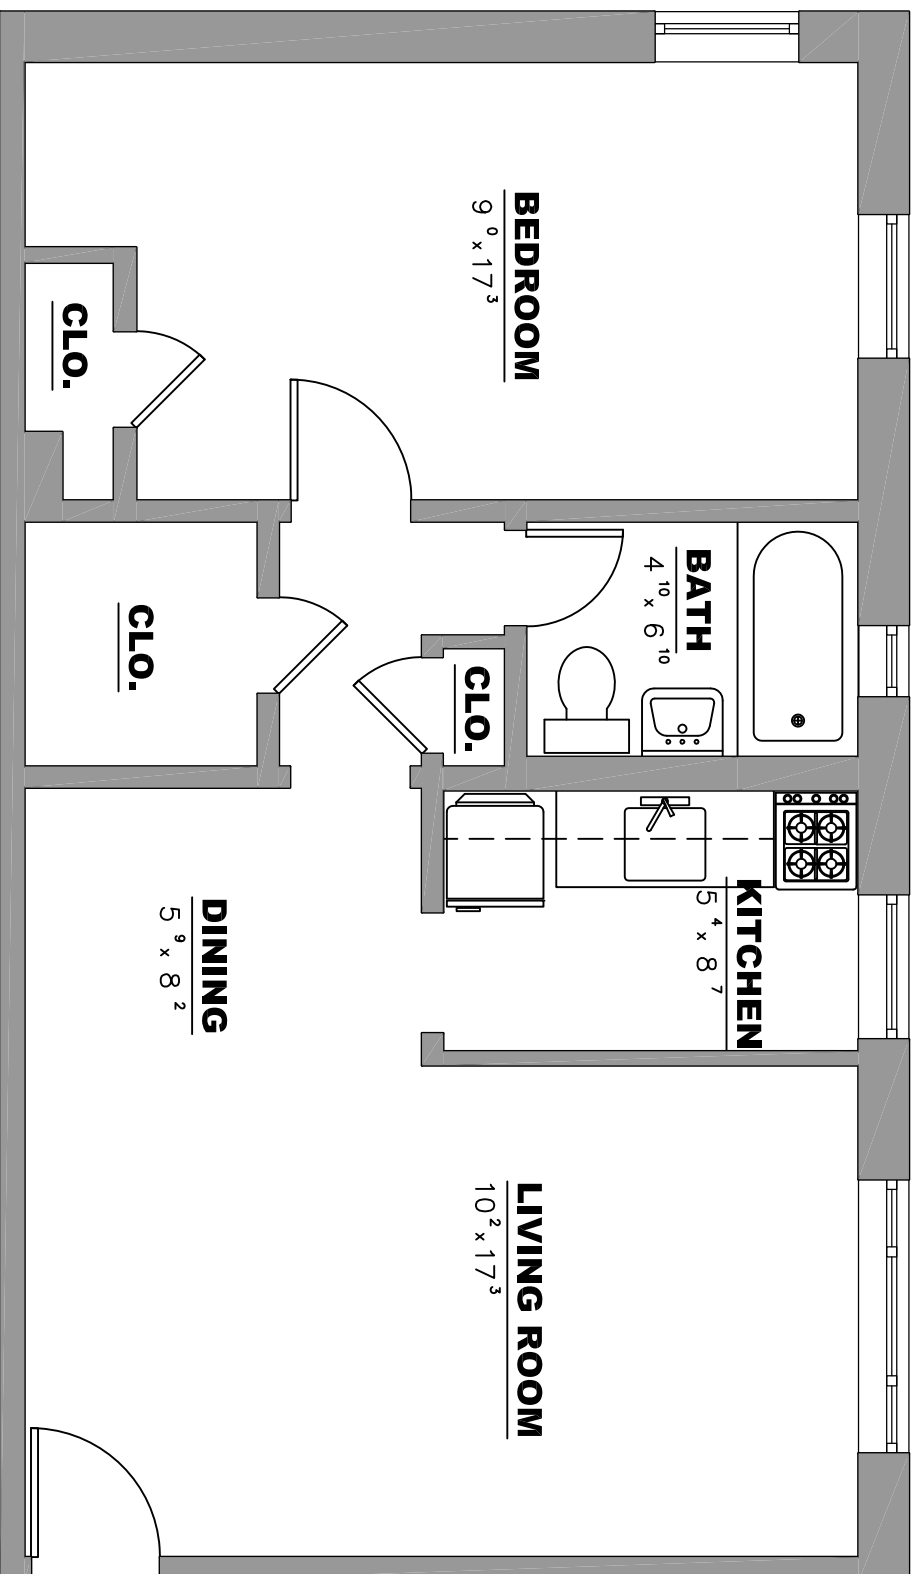 BEDROOM
9⁰ x 17³
CLO.
BATH
4¹⁰ x 6¹⁰
CLO.
CLO.
KITCHEN
5⁴ x 8⁷
DINING
5⁹ x 8²
LIVING ROOM
10² x 17³